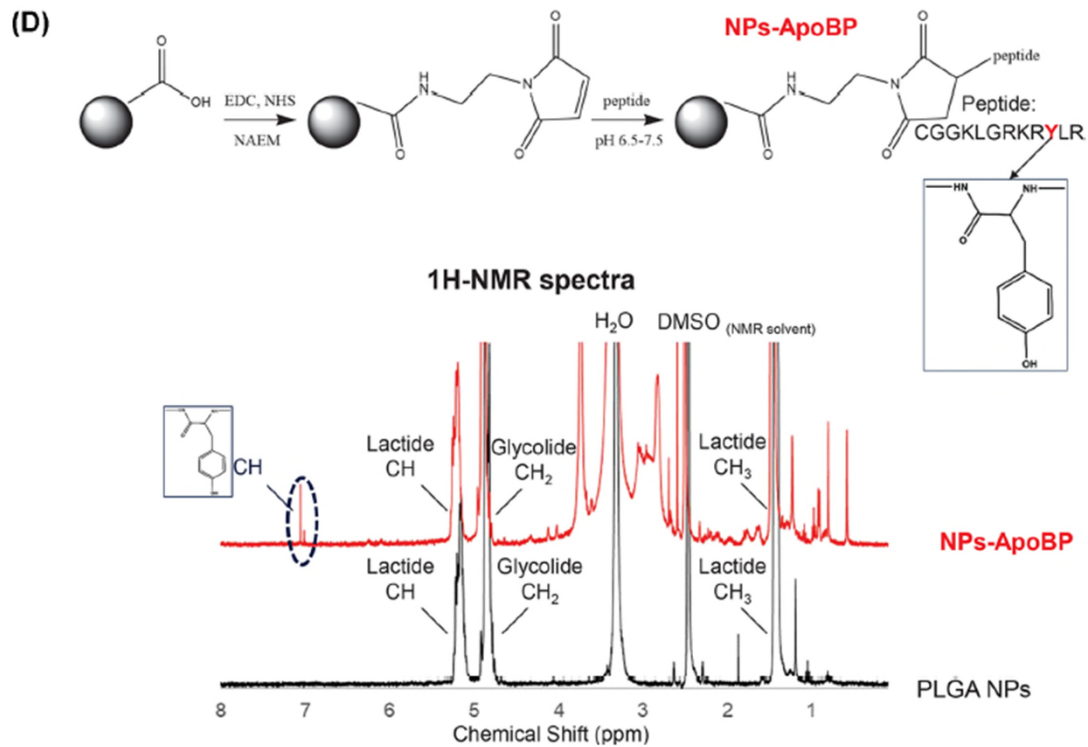 (D)
NPs-ApoBP
O
OH
EDC, NHS
NAEM
H
N
O
O
N
O
peptide
pH 6.5-7.5
H
N
O
O
N
O
peptide
Peptide:
CGGKLGRKRYLR
HN
NH
O
OH
1H-NMR spectra
H2O
DMSO (NMR solvent)
CH
Lactide
CH
Glycolide
CH2
Lactide
CH3
NPs-ApoBP
Lactide
CH
Glycolide
CH2
Lactide
CH3
PLGA NPs
8 7 6 5 4 3 2 1
Chemical Shift (ppm)